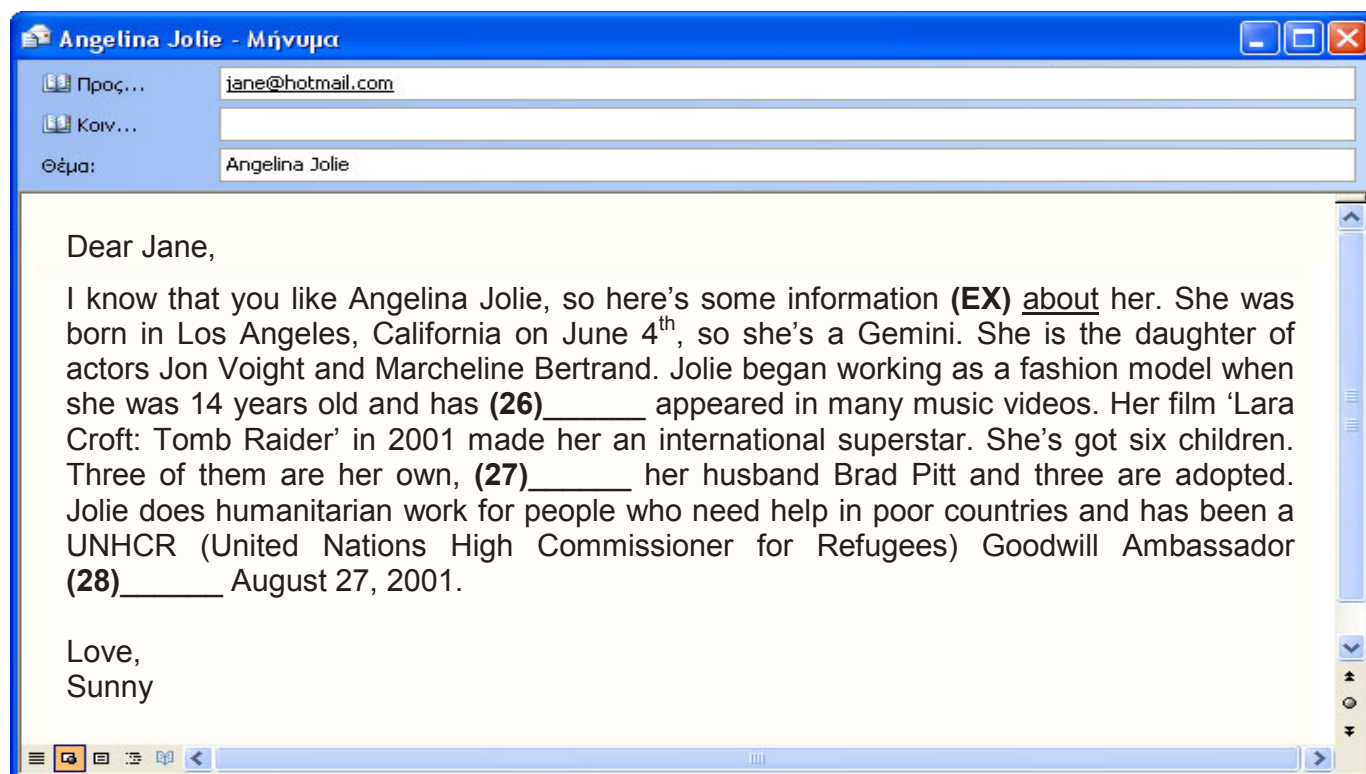 Angelina Jolie - Μήνυμα
Προς... jane@hotmail.com
Κοιν...
Θέμα: Angelina Jolie
Dear Jane,
I know that you like Angelina Jolie, so here’s some information (EX) about her. She was
born in Los Angeles, California on June 4th, so she’s a Gemini. She is the daughter of
actors Jon Voight and Marcheline Bertrand. Jolie began working as a fashion model when
she was 14 years old and has (26)______ appeared in many music videos. Her film ‘Lara
Croft: Tomb Raider’ in 2001 made her an international superstar. She’s got six children.
Three of them are her own, (27)______ her husband Brad Pitt and three are adopted.
Jolie does humanitarian work for people who need help in poor countries and has been a
UNHCR (United Nations High Commissioner for Refugees) Goodwill Ambassador
(28)______ August 27, 2001.
Love,
Sunny